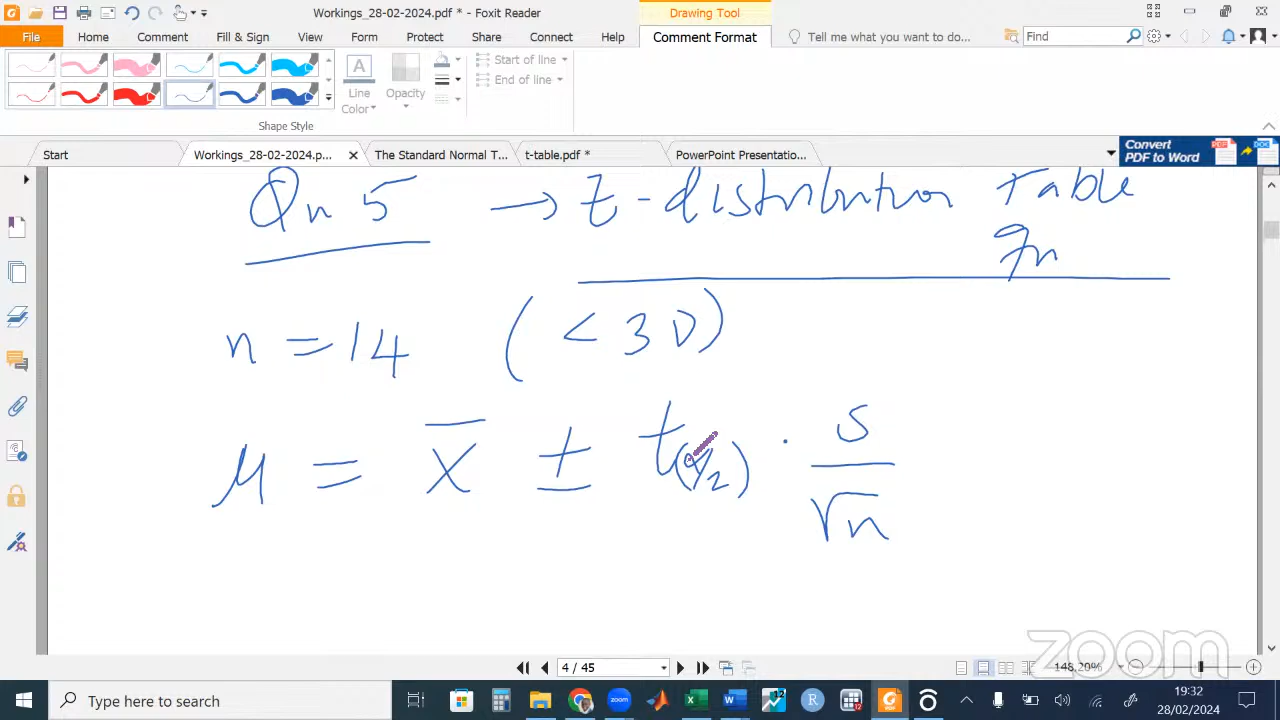 Workings_28-02-2024.pdf * - Foxit Reader
Drawing Tool
File Home Comment Fill & Sign View Form Protect Share Connect Help Comment Format Tell me what you want to do... Find
A
Line Color
Opacity
Start of line
End of line
Shape Style
Start
Workings_28-02-2024.p...
The Standard Normal T...
t-table.pdf *
PowerPoint Presentatio...
Convert
PDF to Word
Qn 5 → t-distribution Table
n = 14 (< 30)
μ = x̄ ± t(α/2) · s/√n
zoom
4 / 45
148.20%
Type here to search
zoom
12
R
19:32
28/02/2024